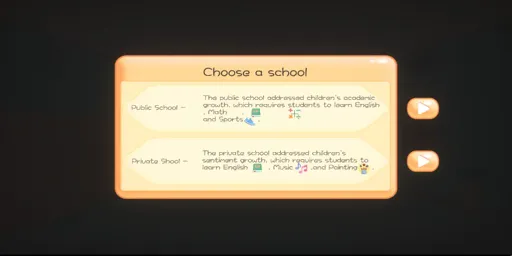 Choose a school
Public School -
The public school addressed children's academic
growth, which requires students to learn English
, Math
and Sports .
Private Shool -
The private school addressed children's
sentiment growth, which requires students to
learn English , Music , and Painting .